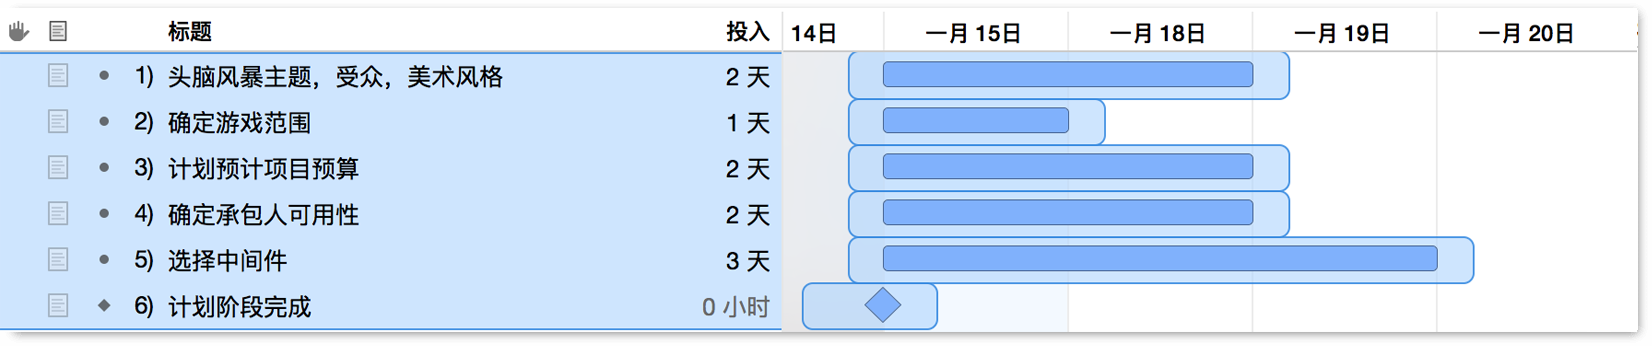 标题 投入 14日 一月 15日 一月 18日 一月 19日 一月 20日
1) 头脑风暴主题，受众，美术风格 2 天
2) 确定游戏范围 1 天
3) 计划预计项目预算 2 天
4) 确定承包人可用性 2 天
5) 选择中间件 3 天
6) 计划阶段完成 0 小时